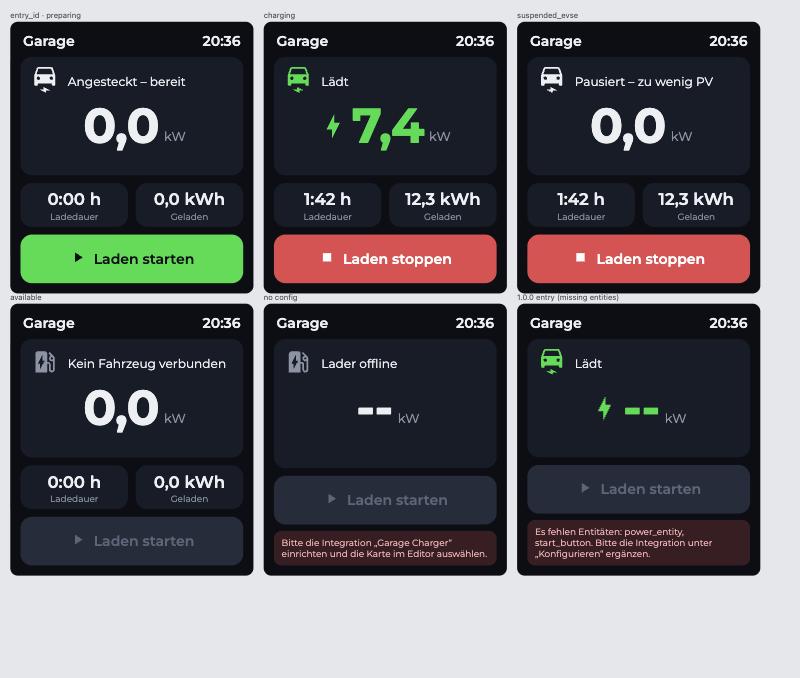 entry_id - preparing
Garage 20:36
Angesteckt – bereit
0,0 kW
0:00 h
Ladedauer
0,0 kWh
Geladen
Laden starten
charging
Garage 20:36
Lädt
7,4 kW
1:42 h
Ladedauer
12,3 kWh
Geladen
Laden stoppen
suspended_evse
Garage 20:36
Pausiert – zu wenig PV
0,0 kW
1:42 h
Ladedauer
12,3 kWh
Geladen
Laden stoppen
available
Garage 20:36
Kein Fahrzeug verbunden
0,0 kW
0:00 h
Ladedauer
0,0 kWh
Geladen
Laden starten
no config
Garage 20:36
Lader offline
-- kW
Laden starten
Bitte die Integration „Garage Charger“
einrichten und die Karte im Editor auswählen.
1.0.0 entry (missing entities)
Garage 20:36
Lädt
-- kW
Laden starten
Es fehlen Entitäten: power_entity,
start_button. Bitte die Integration unter
„Konfigurieren“ ergänzen.